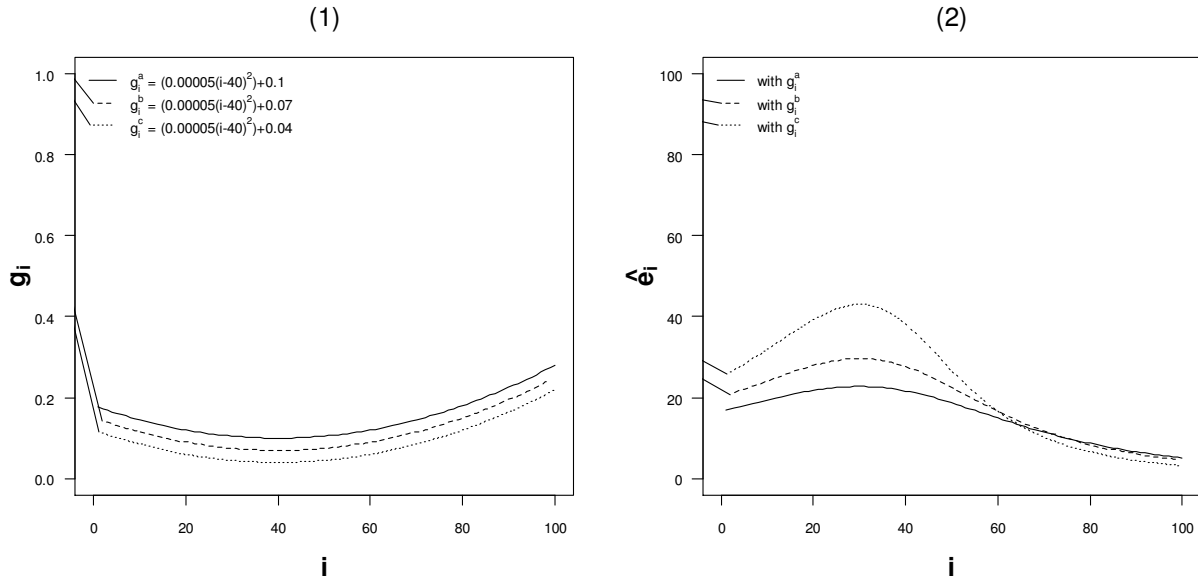 (1)
g_i^a = (0.00005(i-40)^2)+0.1
g_i^b = (0.00005(i-40)^2)+0.07
g_i^c = (0.00005(i-40)^2)+0.04
1.0
0.8
0.6
0.4
0.2
0.0
g_i
0 20 40 60 80 100
i
(2)
with g_i^a
with g_i^b
with g_i^c
100
80
60
40
20
0
ê_i
0 20 40 60 80 100
i